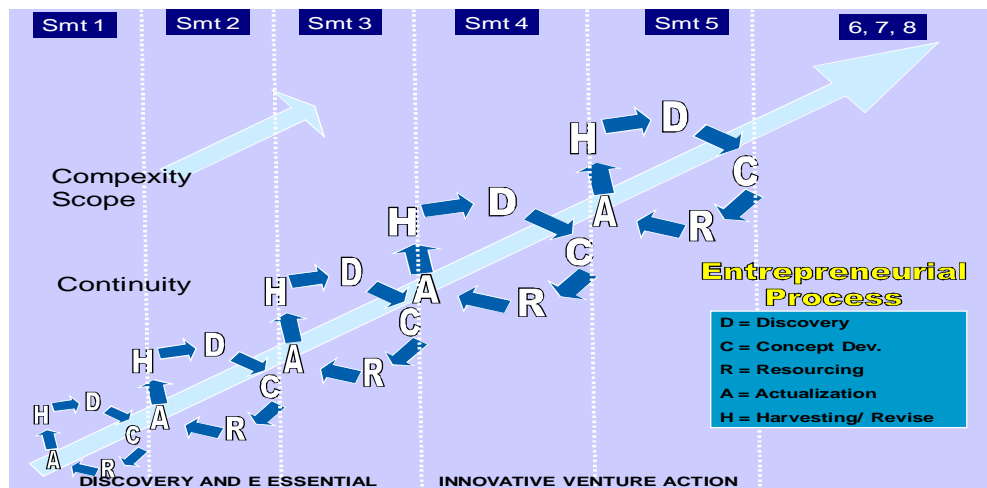 Smt 1
Smt 2
Smt 3
Smt 4
Smt 5
6, 7, 8
Compexity
Scope
Continuity
H D C R A
H D C R A
H D C R A
H D C R A
H D C R A
Entrepreneurial
Process
D = Discovery
C = Concept Dev.
R = Resourcing
A = Actualization
H = Harvesting/ Revise
DISCOVERY AND E ESSENTIAL
INNOVATIVE VENTURE ACTION